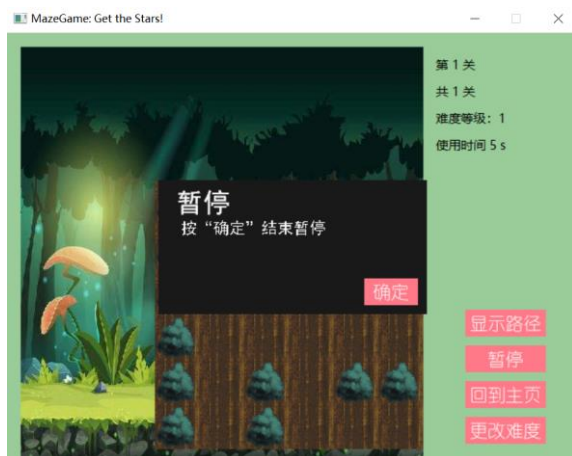 MazeGame: Get the Stars!
第 1 关
共 1 关
难度等级：1
使用时间 5 s
暂停
按“确定”结束暂停
确定
显示路径
暂停
回到主页
更改难度